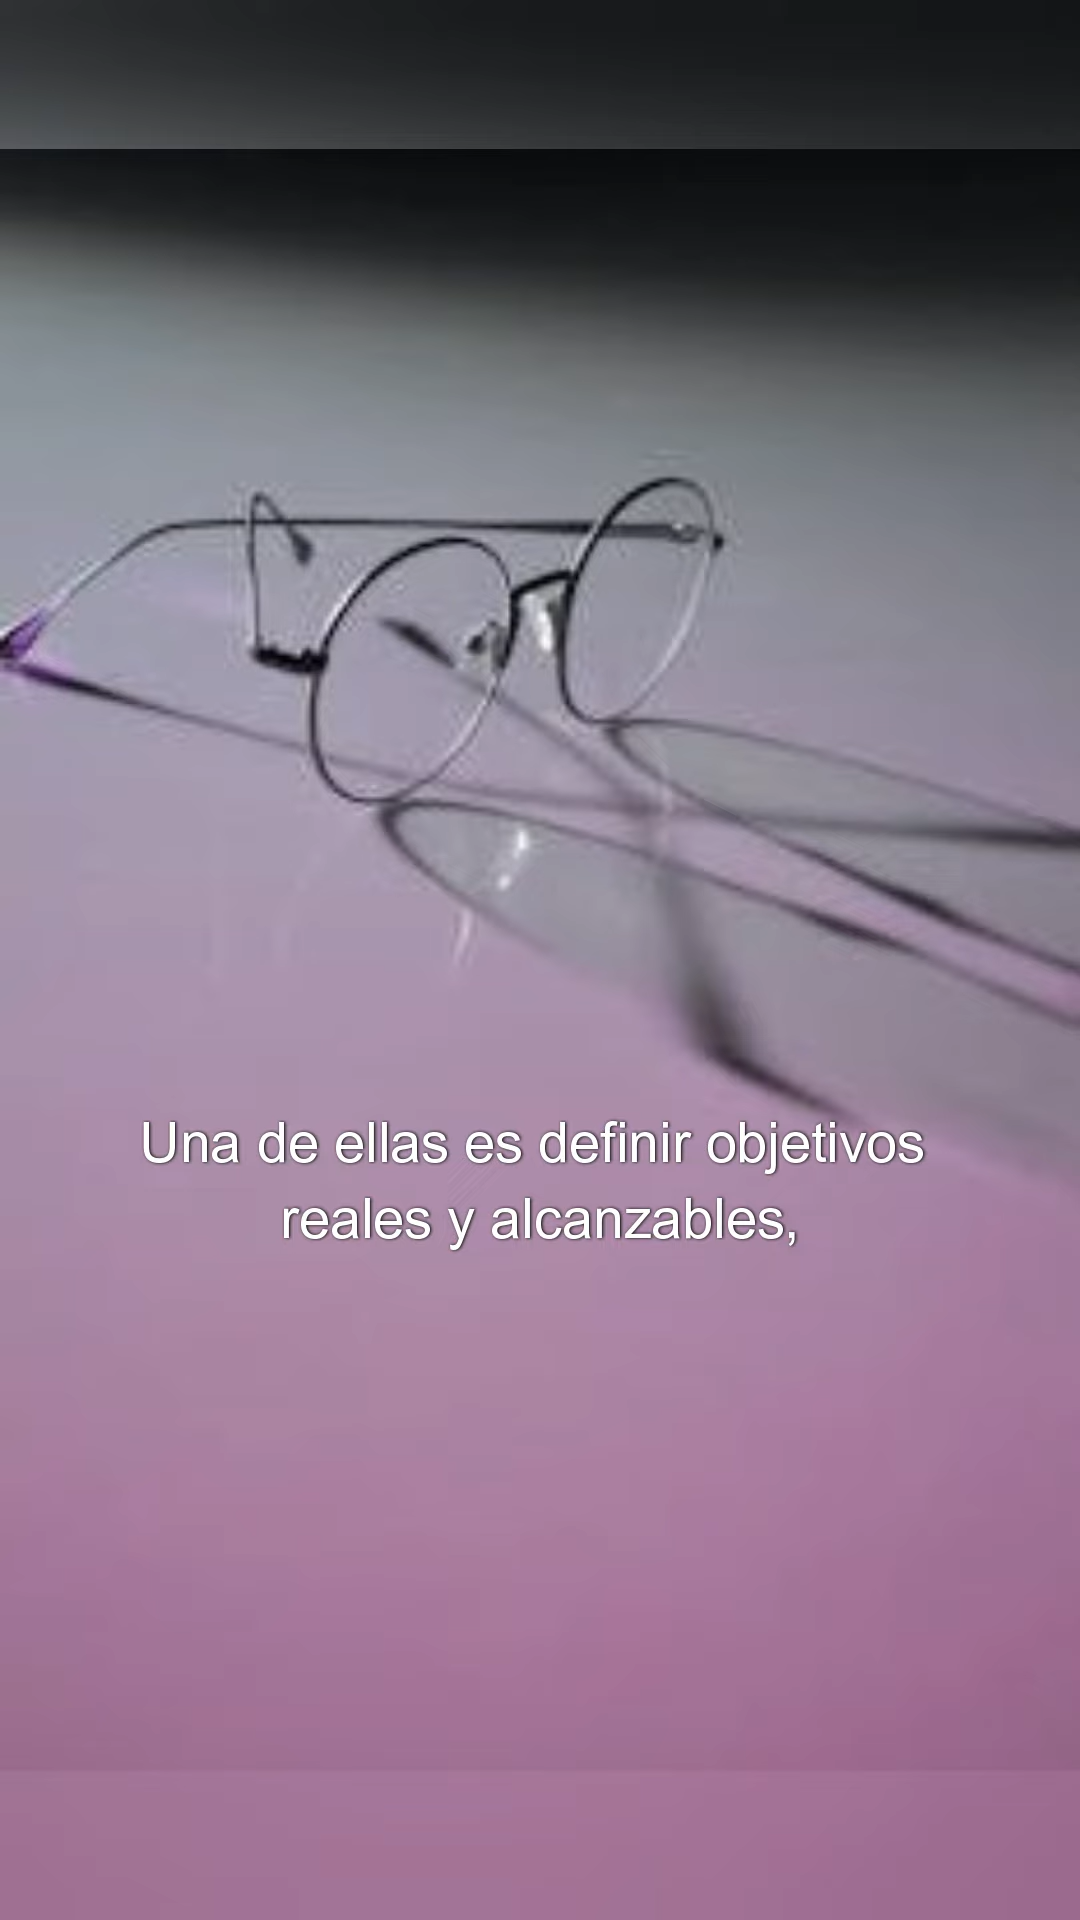 Una de ellas es definir objetivos
reales y alcanzables,